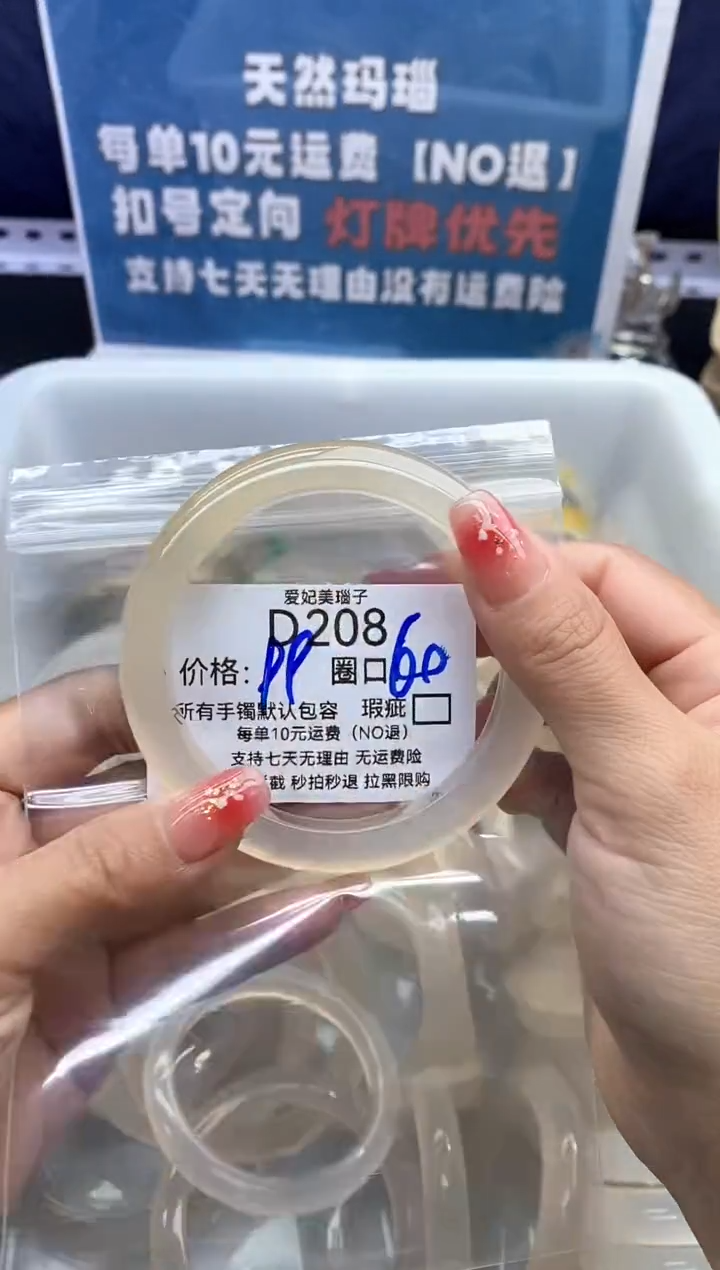 天然玛瑙
每单10元运费【NO退】
扣号定向 灯牌优先
支持七天无理由没有运费险
爱妃美瑙子
D208
价格: 圈口 60
所有手镯默认包容 瑕疵
每单10元运费（NO退）
支持七天无理由 无运费险
截 秒拍秒退 拉黑限购